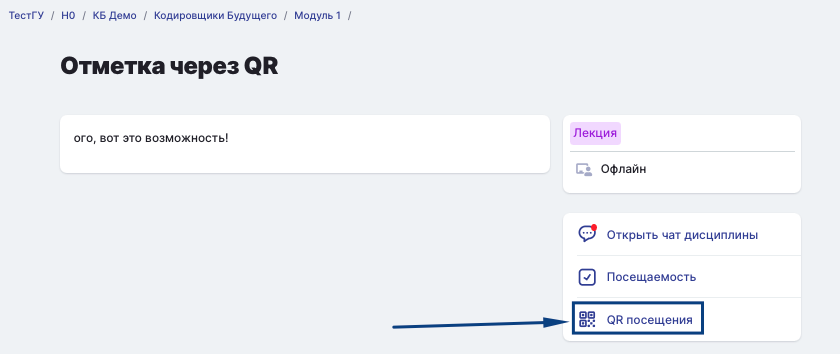 ТестГУ / Н0 / КБ Демо / Кодировщики Будущего / Модуль 1 /
Отметка через QR
ого, вот это возможность!
Лекция
Офлайн
Открыть чат дисциплины
Посещаемость
QR посещения